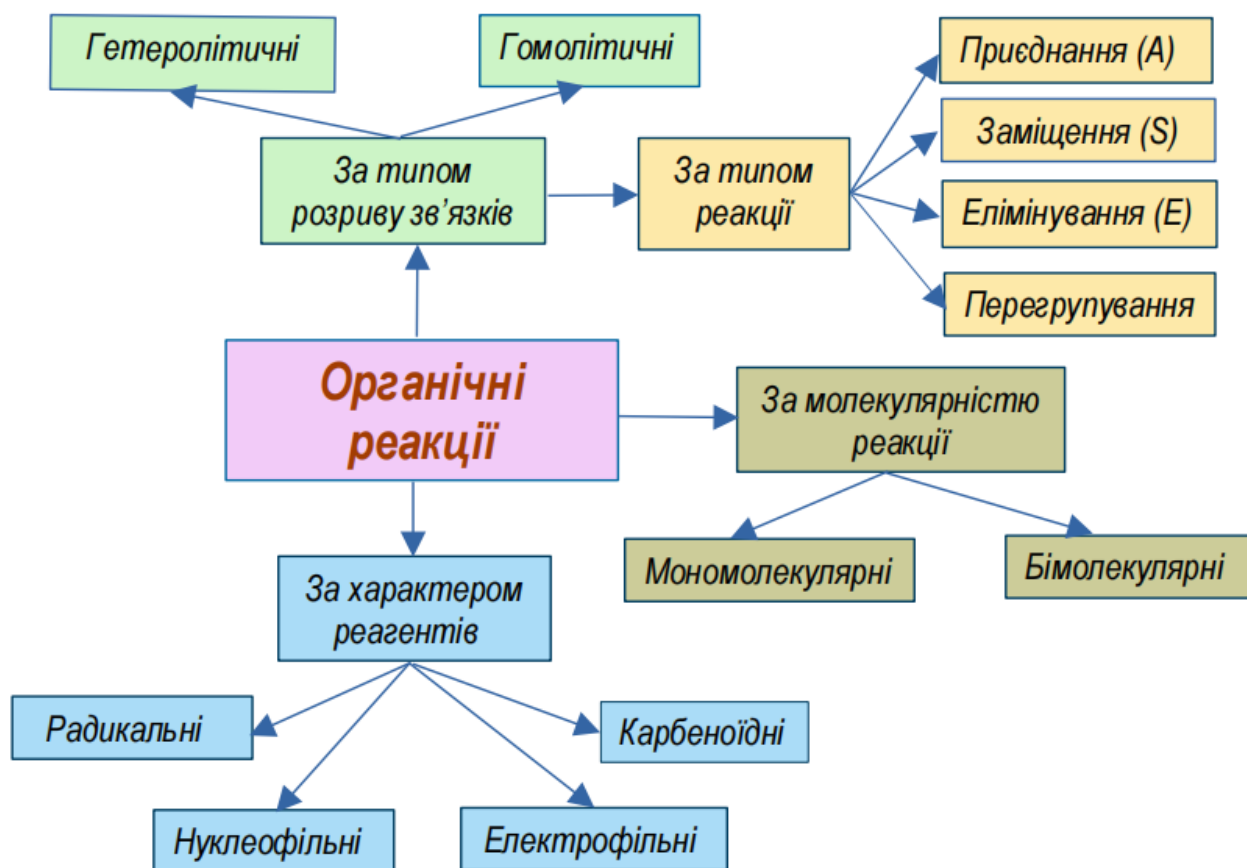 Гетеролітичні
Гомолітичні
Приєднання (А)
Заміщення (S)
За типом
розриву зв’язків
За типом
реакції
Елімінування (Е)
Перегрупування
Органічні
реакції
За молекулярністю
реакції
Мономолекулярні
Бімолекулярні
За характером
реагентів
Радикальні
Карбеноїдні
Нуклеофільні
Електрофільні